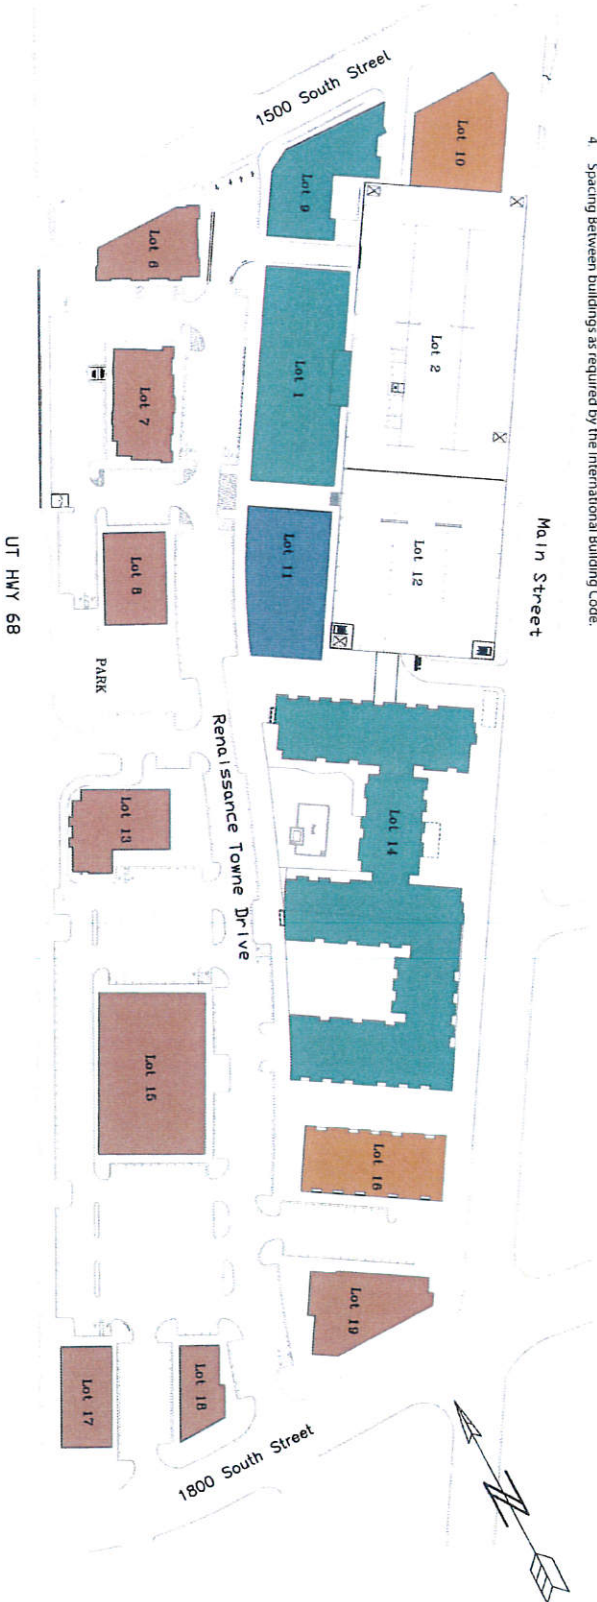 4. Spacing Between buildings as required by the International Building Code.
1500 South Street
Lot 10
Lot 9
Lot 6
Lot 2
Lot 1
Lot 7
Main Street
Lot 12
Lot 11
Lot 8
UT HWY 68
PARK
Renaissance Towne Drive
Lot 14
Lot 13
Lot 15
Lot 16
Lot 19
Lot 18
Lot 17
1800 South Street
N